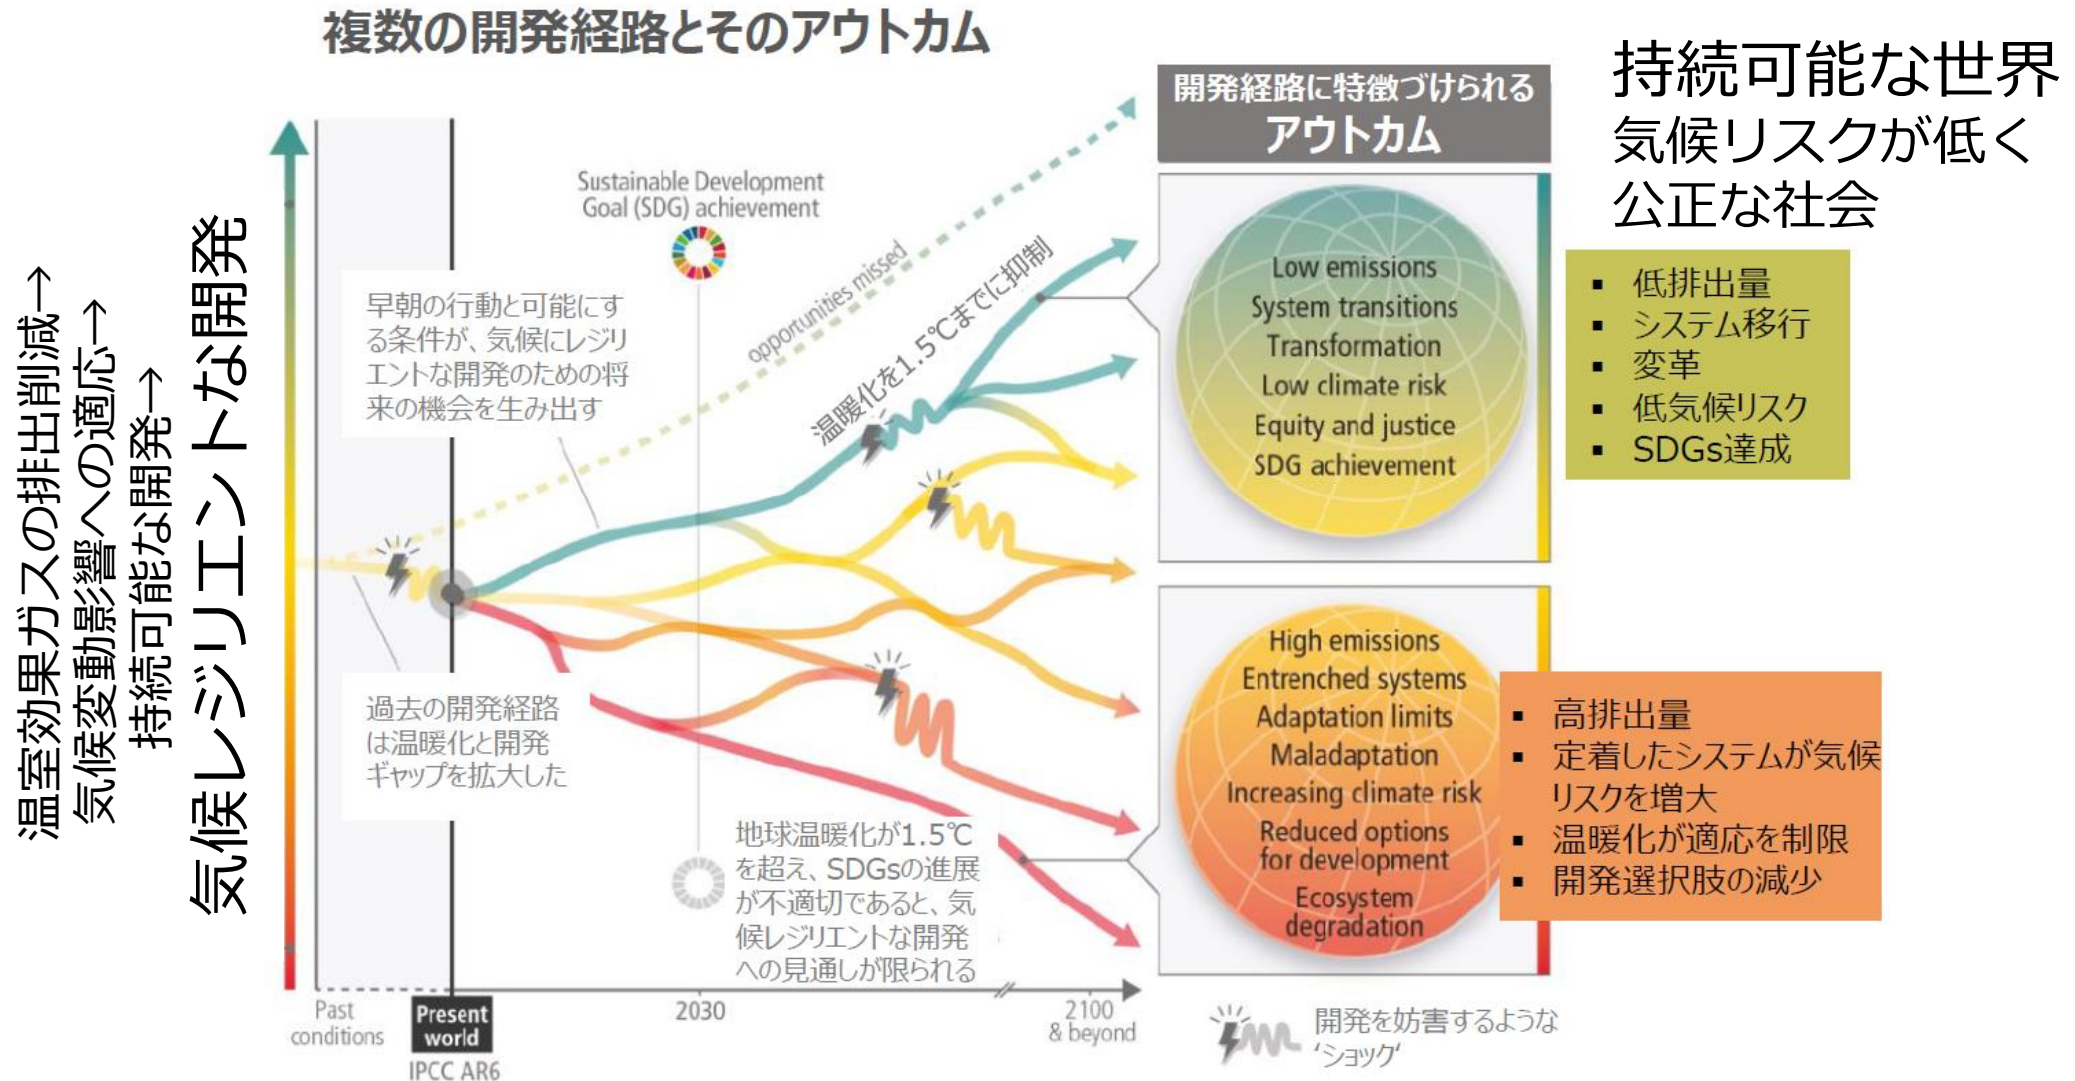 複数の開発経路とそのアウトカム
温室効果ガスの排出削減→
気候変動影響への適応→
持続可能な開発→
気候レジリエントな開発
Sustainable Development
Goal (SDG) achievement
早朝の行動と可能にす
る条件が、気候にレジリ
エントな開発のための将
来の機会を生み出す
opportunities missed
温暖化を1.5℃までに抑制
過去の開発経路
は温暖化と開発
ギャップを拡大した
地球温暖化が1.5℃
を超え、SDGsの進展
が不適切であると、気
候レジリエントな開発
への見通しが限られる
Past
conditions
Present
world
IPCC AR6
2030
2100
& beyond
開発経路に特徴づけられる
アウトカム
Low emissions
System transitions
Transformation
Low climate risk
Equity and justice
SDG achievement
High emissions
Entrenched systems
Adaptation limits
Maladaptation
Increasing climate risk
Reduced options
for development
Ecosystem
degradation
開発を妨害するような
‘ショック‘
持続可能な世界
気候リスクが低く
公正な社会
▪ 低排出量
▪ システム移行
▪ 変革
▪ 低気候リスク
▪ SDGs達成
▪ 高排出量
▪ 定着したシステムが気候
リスクを増大
▪ 温暖化が適応を制限
▪ 開発選択肢の減少